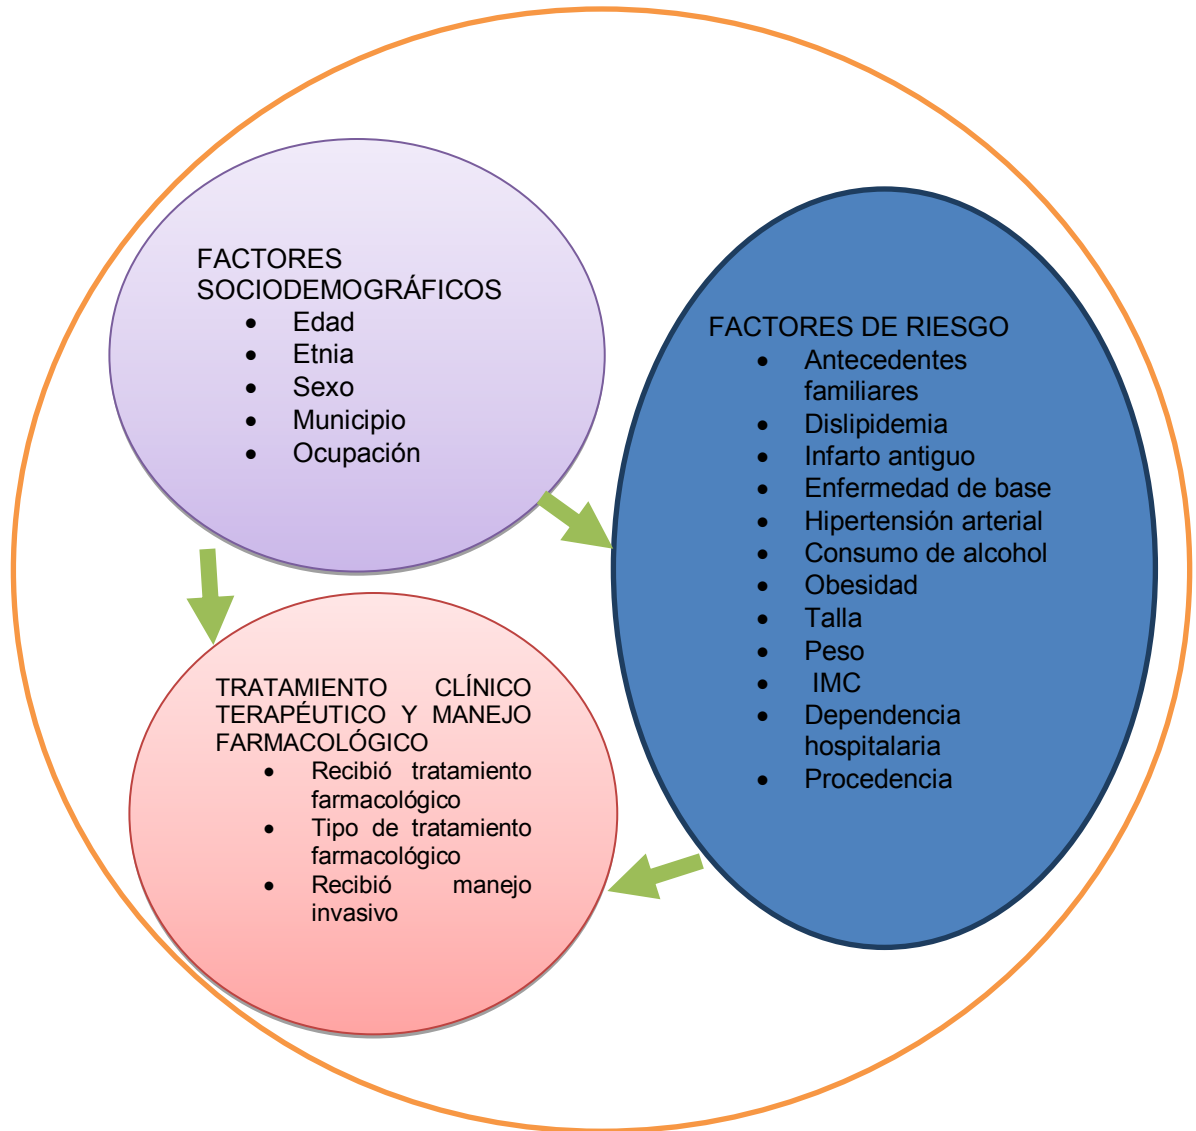 FACTORES
SOCIODEMOGRÁFICOS
• Edad
• Etnia
• Sexo
• Municipio
• Ocupación
FACTORES DE RIESGO
• Antecedentes
familiares
• Dislipidemia
• Infarto antiguo
• Enfermedad de base
• Hipertensión arterial
• Consumo de alcohol
• Obesidad
• Talla
• Peso
• IMC
• Dependencia
hospitalaria
• Procedencia
TRATAMIENTO CLÍNICO
TERAPÉUTICO Y MANEJO
FARMACOLÓGICO
• Recibió tratamiento
farmacológico
• Tipo de tratamiento
farmacológico
• Recibió manejo
invasivo